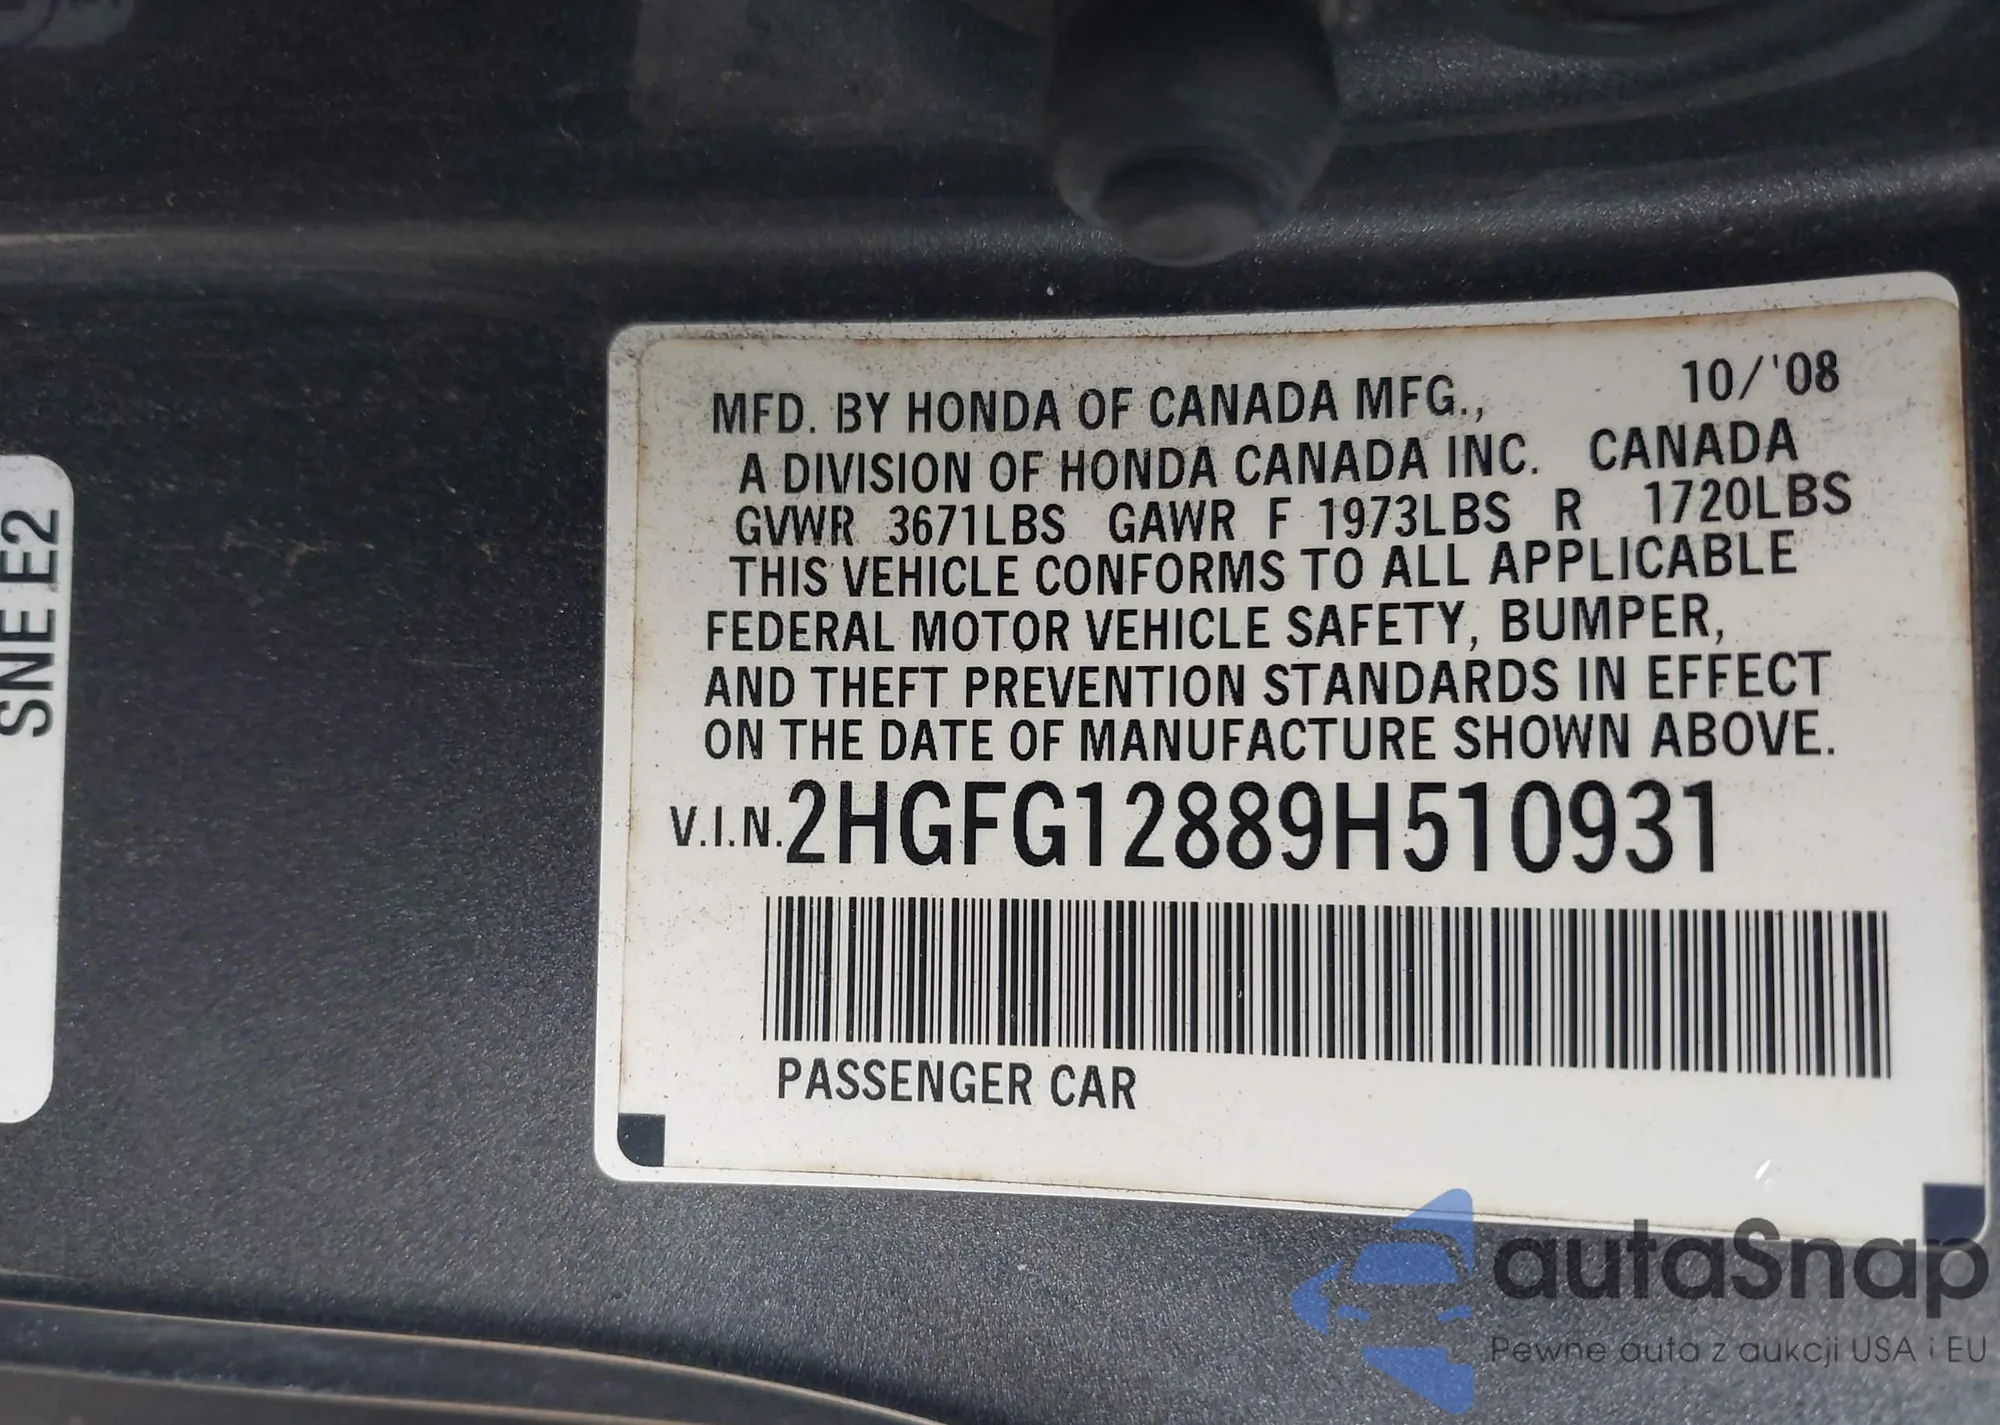 SNE E2
MFD. BY HONDA OF CANADA MFG., 10/'08
A DIVISION OF HONDA CANADA INC. CANADA
GVWR 3671LBS GAWR F 1973LBS R 1720LBS
THIS VEHICLE CONFORMS TO ALL APPLICABLE
FEDERAL MOTOR VEHICLE SAFETY, BUMPER,
AND THEFT PREVENTION STANDARDS IN EFFECT
ON THE DATE OF MANUFACTURE SHOWN ABOVE.
V.I.N. 2HGFG12889H510931
PASSENGER CAR
autaSnap
Pewne auta z aukcji USA i EU